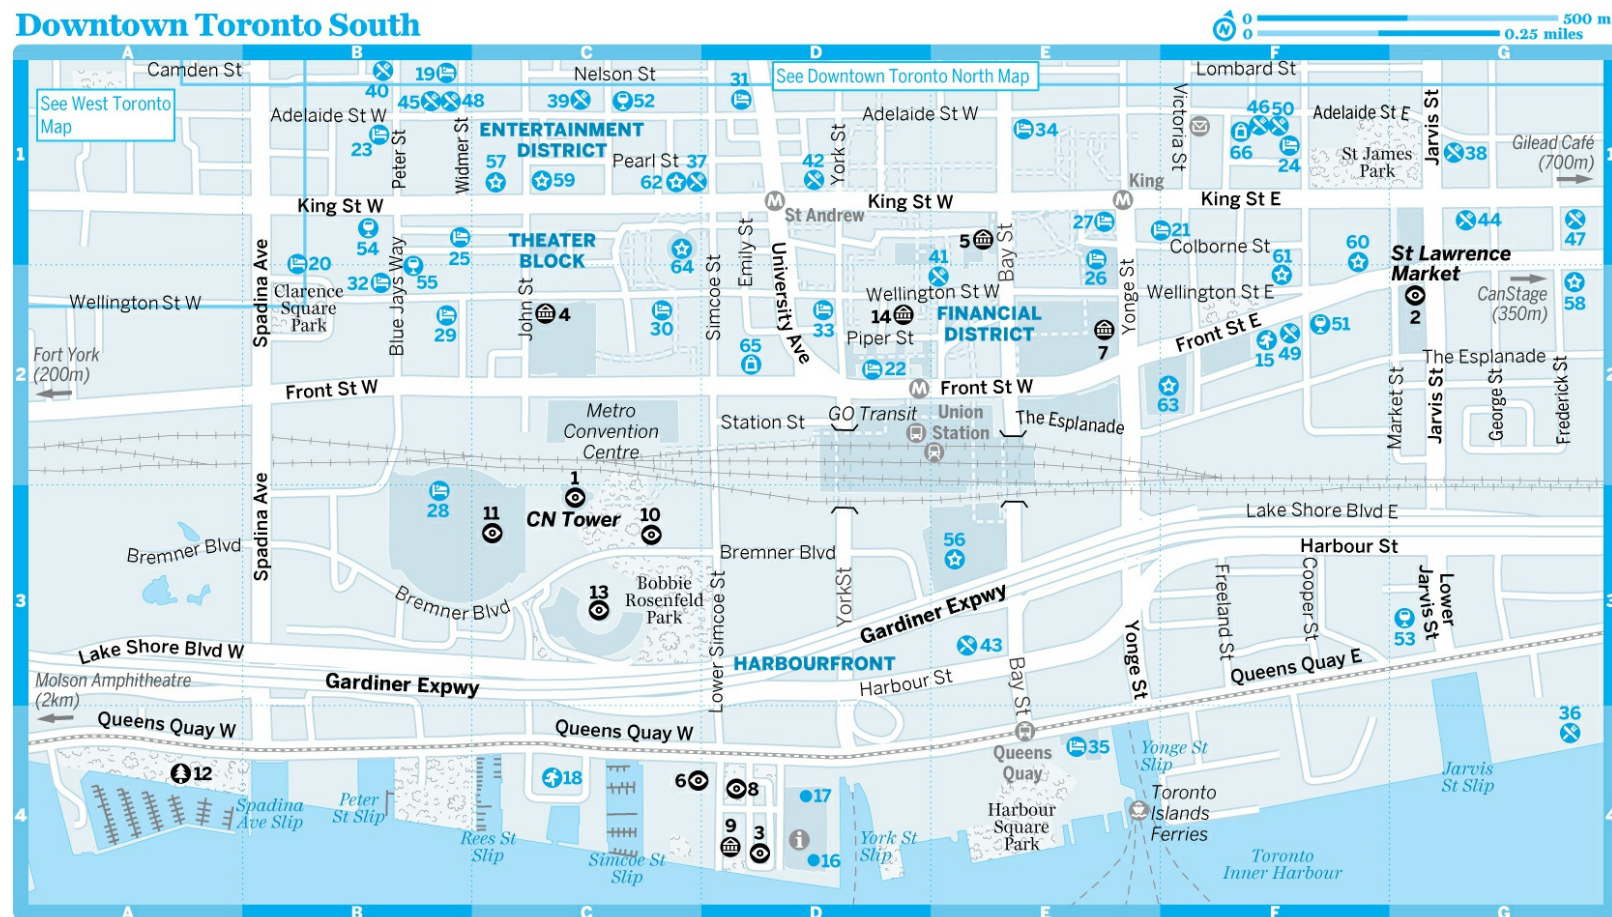 Downtown Toronto South
0 500 m
0 0.25 miles
A B C D E F G
Camden St
40
19
Nelson St
31
See Downtown Toronto North Map
Lombard St
See West Toronto
Map
45 48
39 52
Adelaide St W
Adelaide St W
34
Victoria St
46 50
Adelaide St E
Jarvis St
23
Peter St
Widmer St
ENTERTAINMENT
DISTRICT
66
24
1
57
59
Pearl St 37
62
42
York St
St James
Park
38
Gilead Café
(700m)
1
King
King St W
St Andrew
King St W
King St E
54
25
THEATER
BLOCK
64
Emily St
University Ave
5
Bay St
27
21
Colborne St
60
61
44
47
St Lawrence
Market
2
20
32
55
Blue Jays Way
Spadina Ave
Simcoe St
41
26
Yonge St
Wellington St W
Clarence
Square
Park
29
John St
4
30
33
Wellington St W
14
FINANCIAL
DISTRICT
Wellington St E
CanStage
(350m)
58
Piper St
7
Front St E
15 49
51
Fort York
(200m)
65
22
The Esplanade
2
2
Front St W
Front St W
63
Metro
Convention
Centre
Station St
GO Transit
Union
Station
The Esplanade
Market St
Jarvis St
George St
Frederick St
Spadina Ave
28
11
1
CN Tower
10
Lake Shore Blvd E
Bremner Blvd
Bremner Blvd
56
Harbour St
3
Bremner Blvd
13
Bobbie
Rosenfeld
Park
Lower Simcoe St
YorkSt
Gardiner Expwy
Freeland St
Cooper St
53
Lower
Jarvis St
3
Lake Shore Blvd W
HARBOURFRONT
43
Yonge St
Queens Quay E
Molson Amphitheatre
(2km)
Gardiner Expwy
Harbour St
Bay St
Queens Quay W
Queens Quay W
36
12
18
6
8
17
Queens
Quay
35
Yonge St
Slip
Jarvis
St Slip
4
Spadina
Ave Slip
Peter
St Slip
Rees St
Slip
Simcoe St
Slip
9
3
i
16
York St
Slip
Harbour
Square
Park
Toronto
Islands
Ferries
Toronto
Inner Harbour
4
A B C D E F G